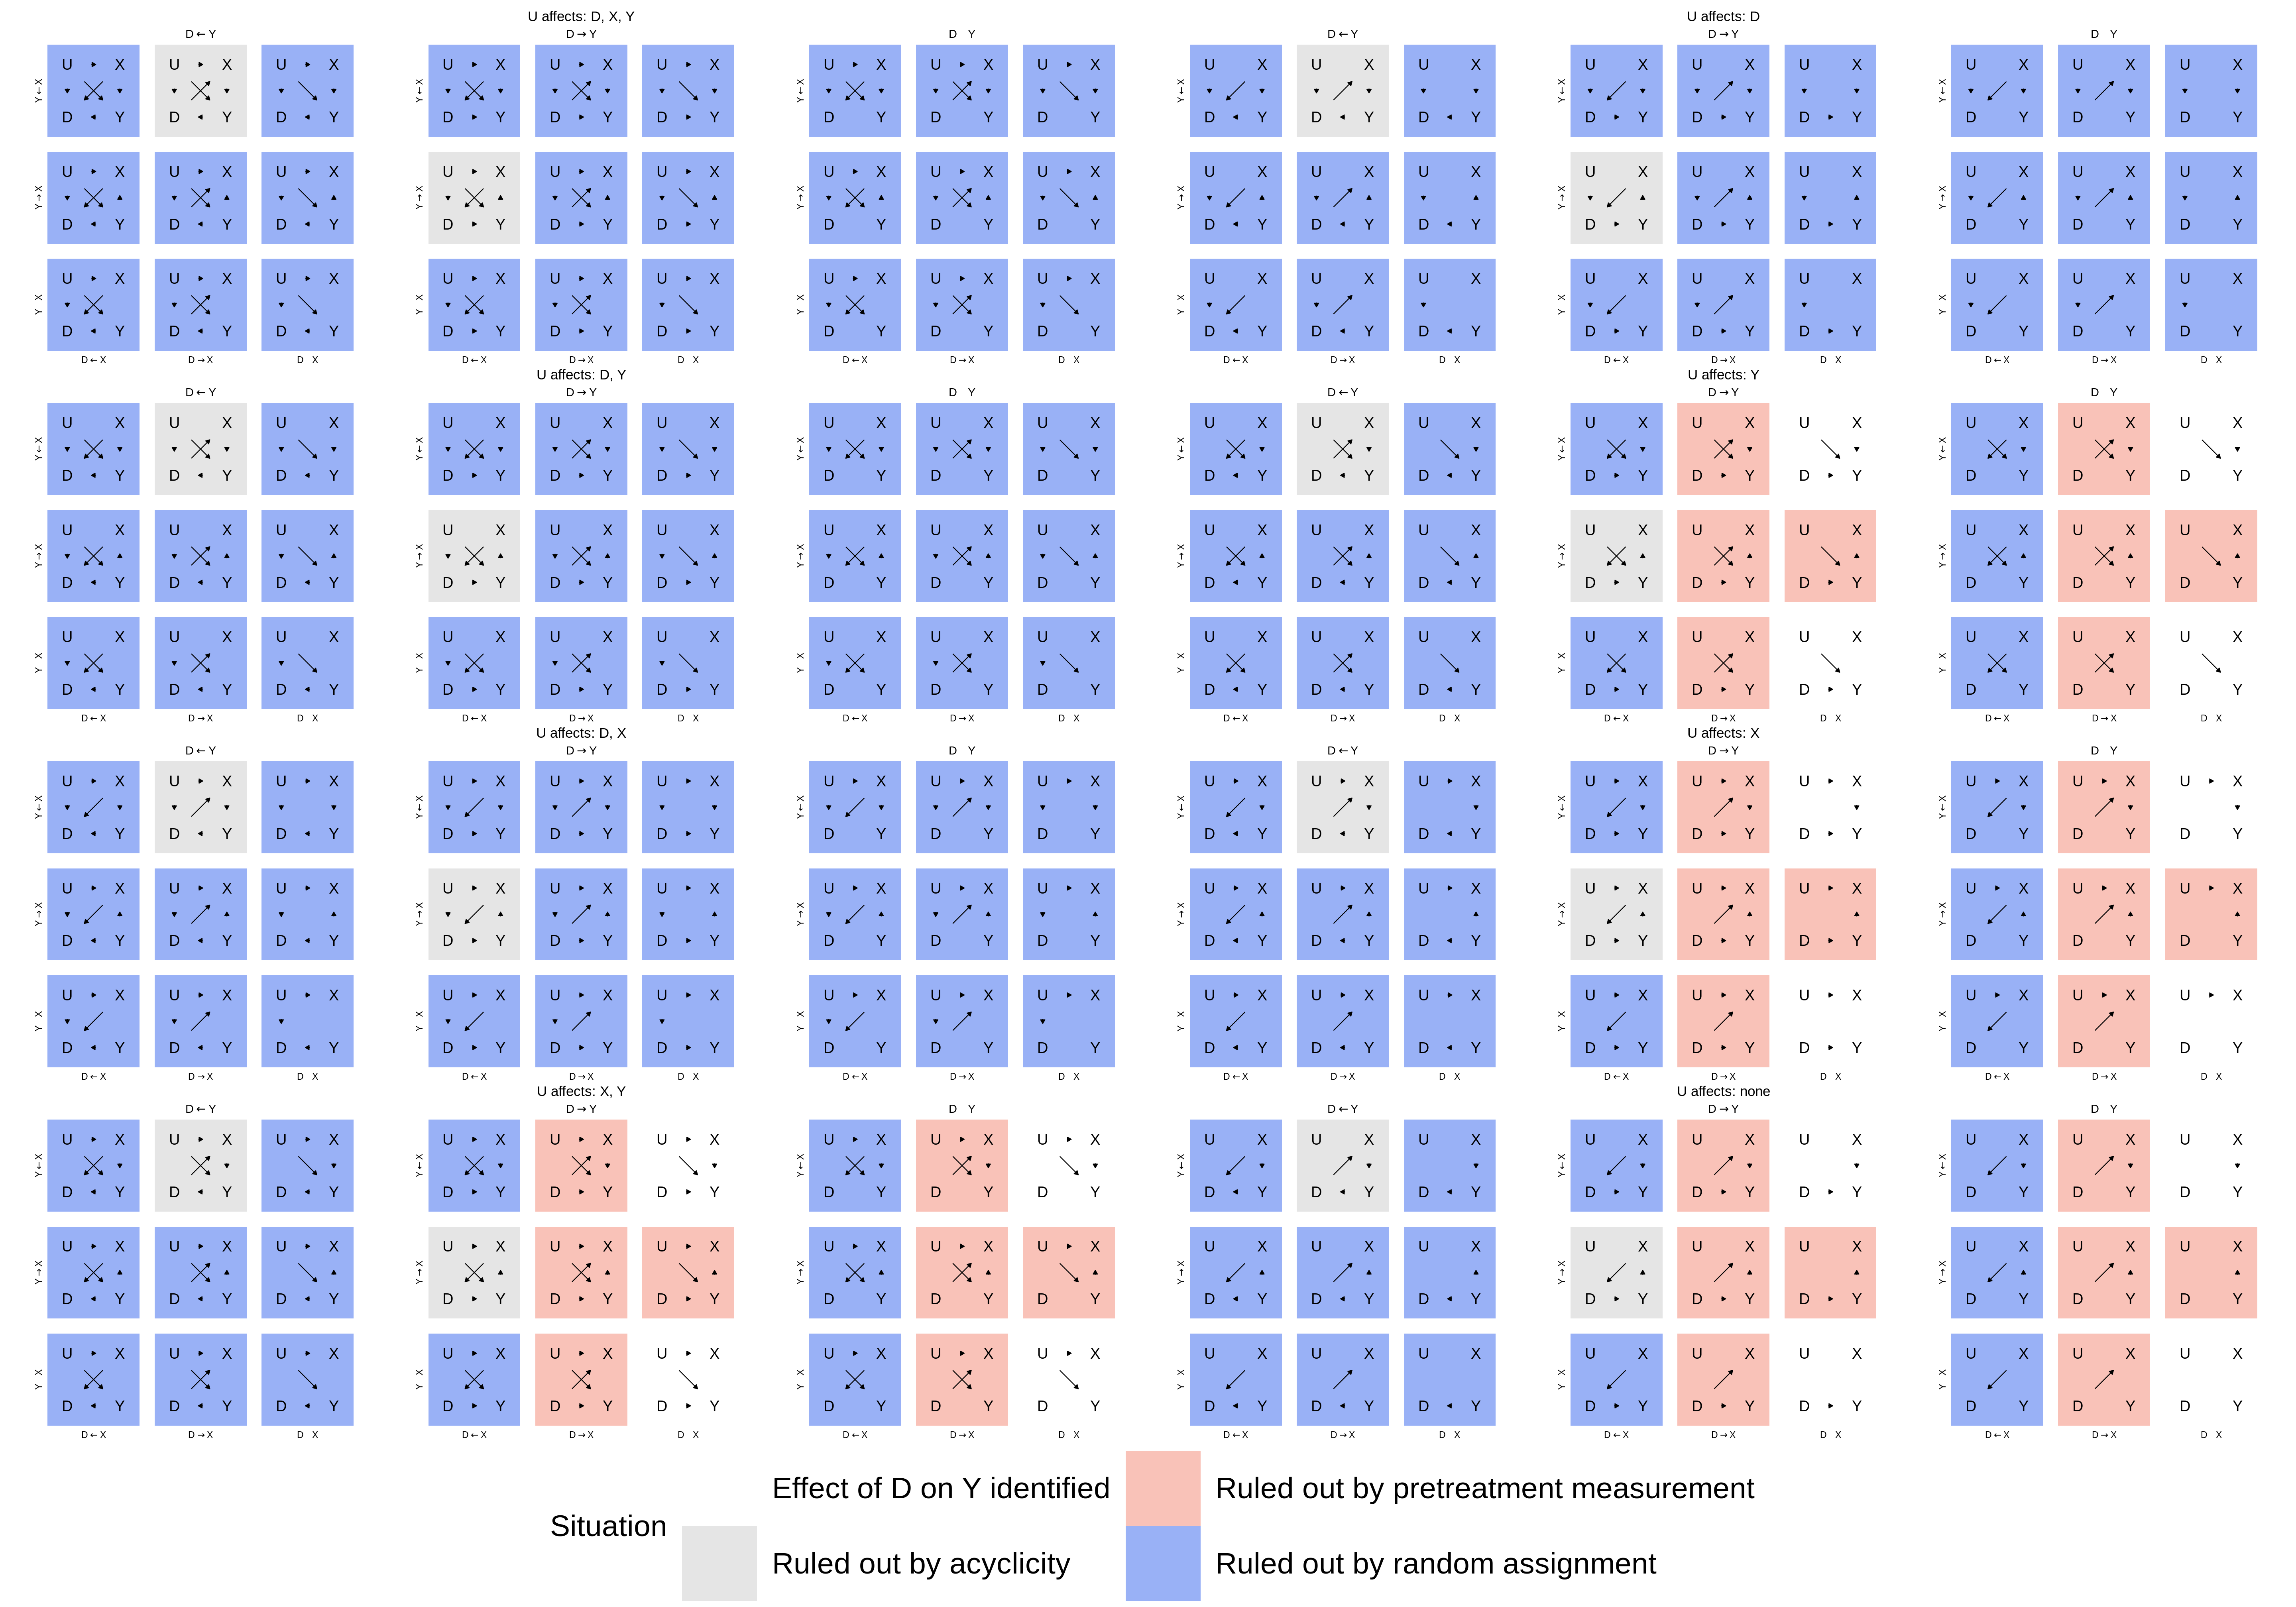 U affects: D, X, Y U affects: D
D ← Y D → Y D Y D ← Y D → Y D Y
U X U X U X U X U X U X U X U X U X U X U X U X U X U X U X U X U X U X
Y ← X Y ← X Y ← X Y ← X Y ← X Y ← X
D Y D Y D Y D Y D Y D Y D Y D Y D Y D Y D Y D Y D Y D Y D Y D Y D Y D Y
U X U X U X U X U X U X U X U X U X U X U X U X U X U X U X U X U X U X
Y → X Y → X Y → X Y → X Y → X Y → X
D Y D Y D Y D Y D Y D Y D Y D Y D Y D Y D Y D Y D Y D Y D Y D Y D Y D Y
U X U X U X U X U X U X U X U X U X U X U X U X U X U X U X U X U X U X
Y X Y X Y X Y X Y X Y X
D Y D Y D Y D Y D Y D Y D Y D Y D Y D Y D Y D Y D Y D Y D Y D Y D Y D Y
D ← X D → X D X D ← X D → X D X D ← X D → X D X D ← X D → X D X D ← X D → X D X D ← X D → X D X
U affects: D, Y U affects: Y
D ← Y D → Y D Y D ← Y D → Y D Y
U X U X U X U X U X U X U X U X U X U X U X U X U X U X U X U X U X U X
Y ← X Y ← X Y ← X Y ← X Y ← X Y ← X
D Y D Y D Y D Y D Y D Y D Y D Y D Y D Y D Y D Y D Y D Y D Y D Y D Y D Y
U X U X U X U X U X U X U X U X U X U X U X U X U X U X U X U X U X U X
Y → X Y → X Y → X Y → X Y → X Y → X
D Y D Y D Y D Y D Y D Y D Y D Y D Y D Y D Y D Y D Y D Y D Y D Y D Y D Y
U X U X U X U X U X U X U X U X U X U X U X U X U X U X U X U X U X U X
Y X Y X Y X Y X Y X Y X
D Y D Y D Y D Y D Y D Y D Y D Y D Y D Y D Y D Y D Y D Y D Y D Y D Y D Y
D ← X D → X D X D ← X D → X D X D ← X D → X D X D ← X D → X D X D ← X D → X D X D ← X D → X D X
U affects: D, X U affects: X
D ← Y D → Y D Y D ← Y D → Y D Y
U X U X U X U X U X U X U X U X U X U X U X U X U X U X U X U X U X U X
Y ← X Y ← X Y ← X Y ← X Y ← X Y ← X
D Y D Y D Y D Y D Y D Y D Y D Y D Y D Y D Y D Y D Y D Y D Y D Y D Y D Y
U X U X U X U X U X U X U X U X U X U X U X U X U X U X U X U X U X U X
Y → X Y → X Y → X Y → X Y → X Y → X
D Y D Y D Y D Y D Y D Y D Y D Y D Y D Y D Y D Y D Y D Y D Y D Y D Y D Y
U X U X U X U X U X U X U X U X U X U X U X U X U X U X U X U X U X U X
Y X Y X Y X Y X Y X Y X
D Y D Y D Y D Y D Y D Y D Y D Y D Y D Y D Y D Y D Y D Y D Y D Y D Y D Y
D ← X D → X D X D ← X D → X D X D ← X D → X D X D ← X D → X D X D ← X D → X D X D ← X D → X D X
U affects: X, Y U affects: none
D ← Y D → Y D Y D ← Y D → Y D Y
U X U X U X U X U X U X U X U X U X U X U X U X U X U X U X U X U X U X
Y ← X Y ← X Y ← X Y ← X Y ← X Y ← X
D Y D Y D Y D Y D Y D Y D Y D Y D Y D Y D Y D Y D Y D Y D Y D Y D Y D Y
U X U X U X U X U X U X U X U X U X U X U X U X U X U X U X U X U X U X
Y → X Y → X Y → X Y → X Y → X Y → X
D Y D Y D Y D Y D Y D Y D Y D Y D Y D Y D Y D Y D Y D Y D Y D Y D Y D Y
U X U X U X U X U X U X U X U X U X U X U X U X U X U X U X U X U X U X
Y X Y X Y X Y X Y X Y X
D Y D Y D Y D Y D Y D Y D Y D Y D Y D Y D Y D Y D Y D Y D Y D Y D Y D Y
D ← X D → X D X D ← X D → X D X D ← X D → X D X D ← X D → X D X D ← X D → X D X D ← X D → X D X
Situation
Effect of D on Y identified
Ruled out by acyclicity
Ruled out by pretreatment measurement
Ruled out by random assignment